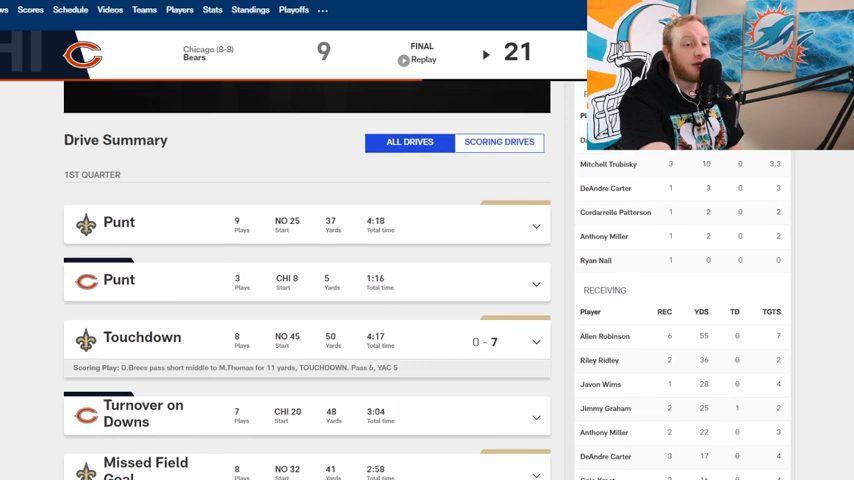 Scores Schedule Videos Teams Players Stats Standings Playoffs ...
Chicago (8-8)
Bears
9
FINAL
Replay
21
Drive Summary
ALL DRIVES
SCORING DRIVES
1ST QUARTER
Punt
9 NO 25 37 4:18
Plays Start Yards Total time
Punt
3 CHI 8 5 1:16
Plays Start Yards Total time
Touchdown
8 NO 45 50 4:17
Plays Start Yards Total time
0 - 7
Scoring Play: D.Brees pass short middle to M.Thomas for 11 yards, TOUCHDOWN. Pass 6, YAC 5
Turnover on
Downs
7 CHI 20 48 3:04
Plays Start Yards Total time
Missed Field
8 NO 32 41 2:58
Plays Start Yards Total time
Mitchell Trubisky 3 10 0 3.3
DeAndre Carter 1 3 0 3
Cordarrelle Patterson 1 2 0 2
Anthony Miller 1 2 0 2
Ryan Nall 1 0 0 0
RECEIVING
Player REC YDS TD TGTS
Allen Robinson 6 55 0 7
Riley Ridley 2 36 0 2
Javon Wims 1 28 0 4
Jimmy Graham 2 25 1 2
Anthony Miller 2 22 0 3
DeAndre Carter 3 17 0 4